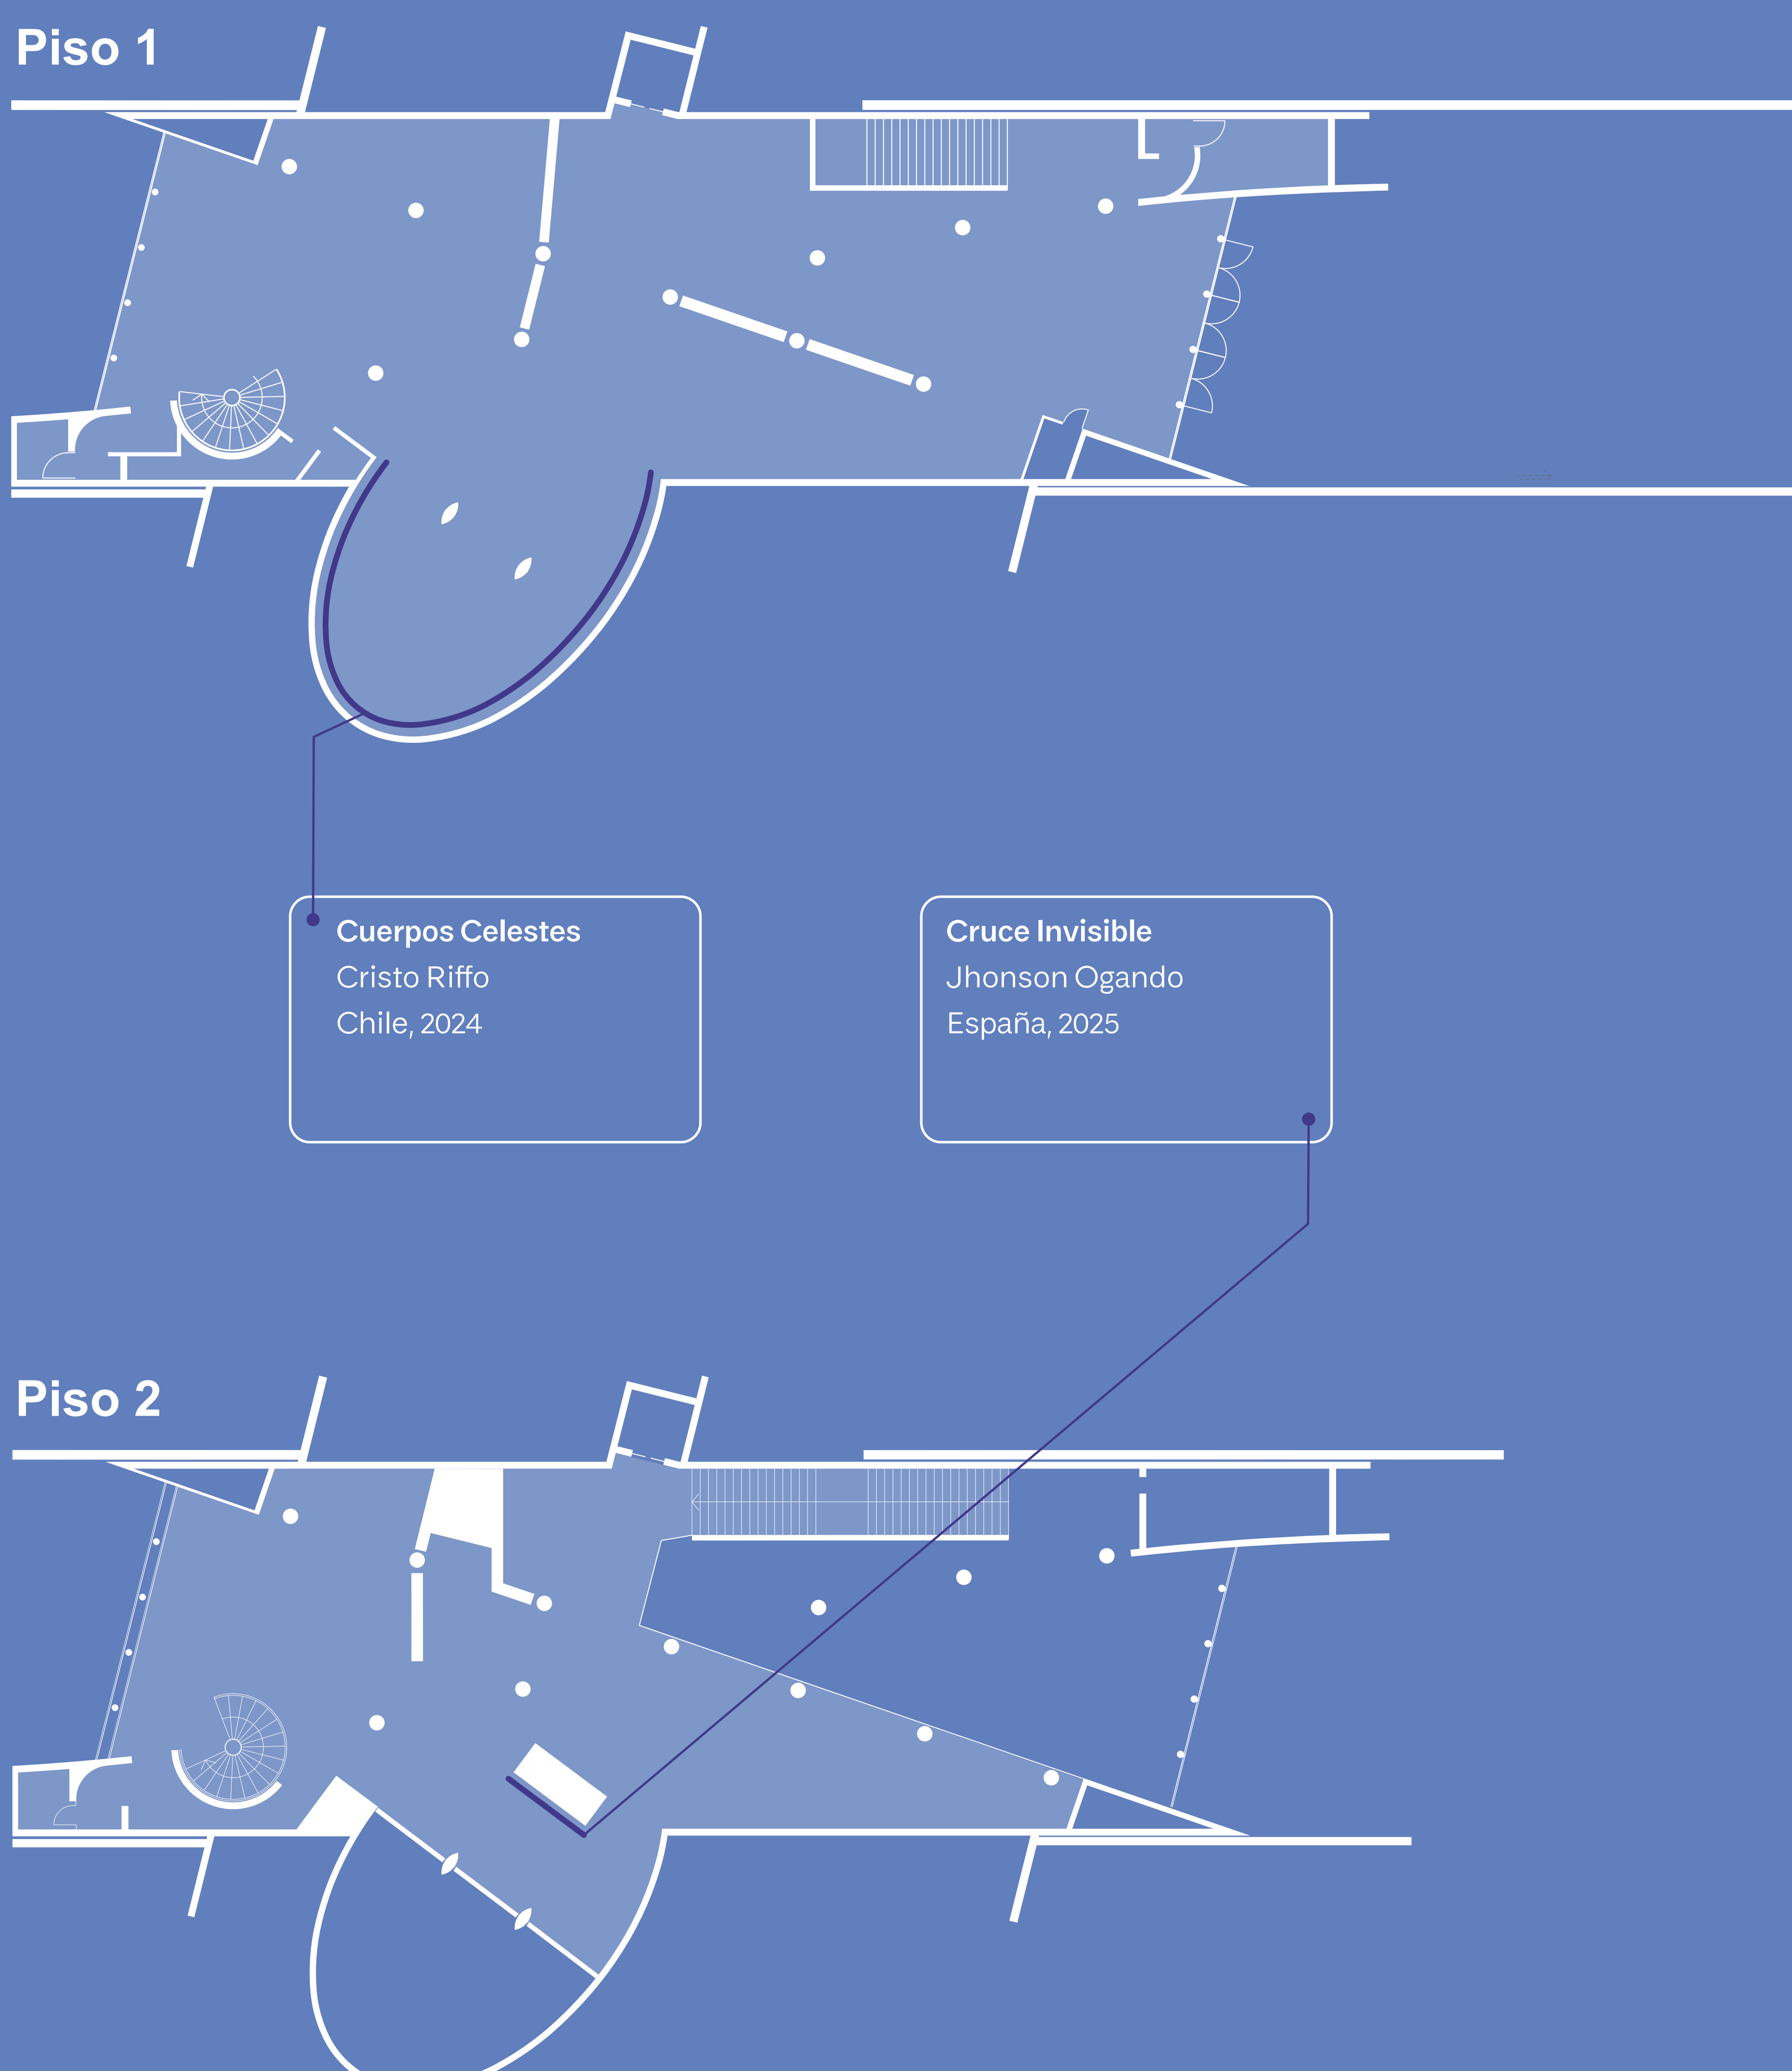 Piso 1
Cuerpos Celestes
Cristo Riffo
Chile, 2024
Cruce Invisible
Jhonson Ogando
España, 2025
Piso 2